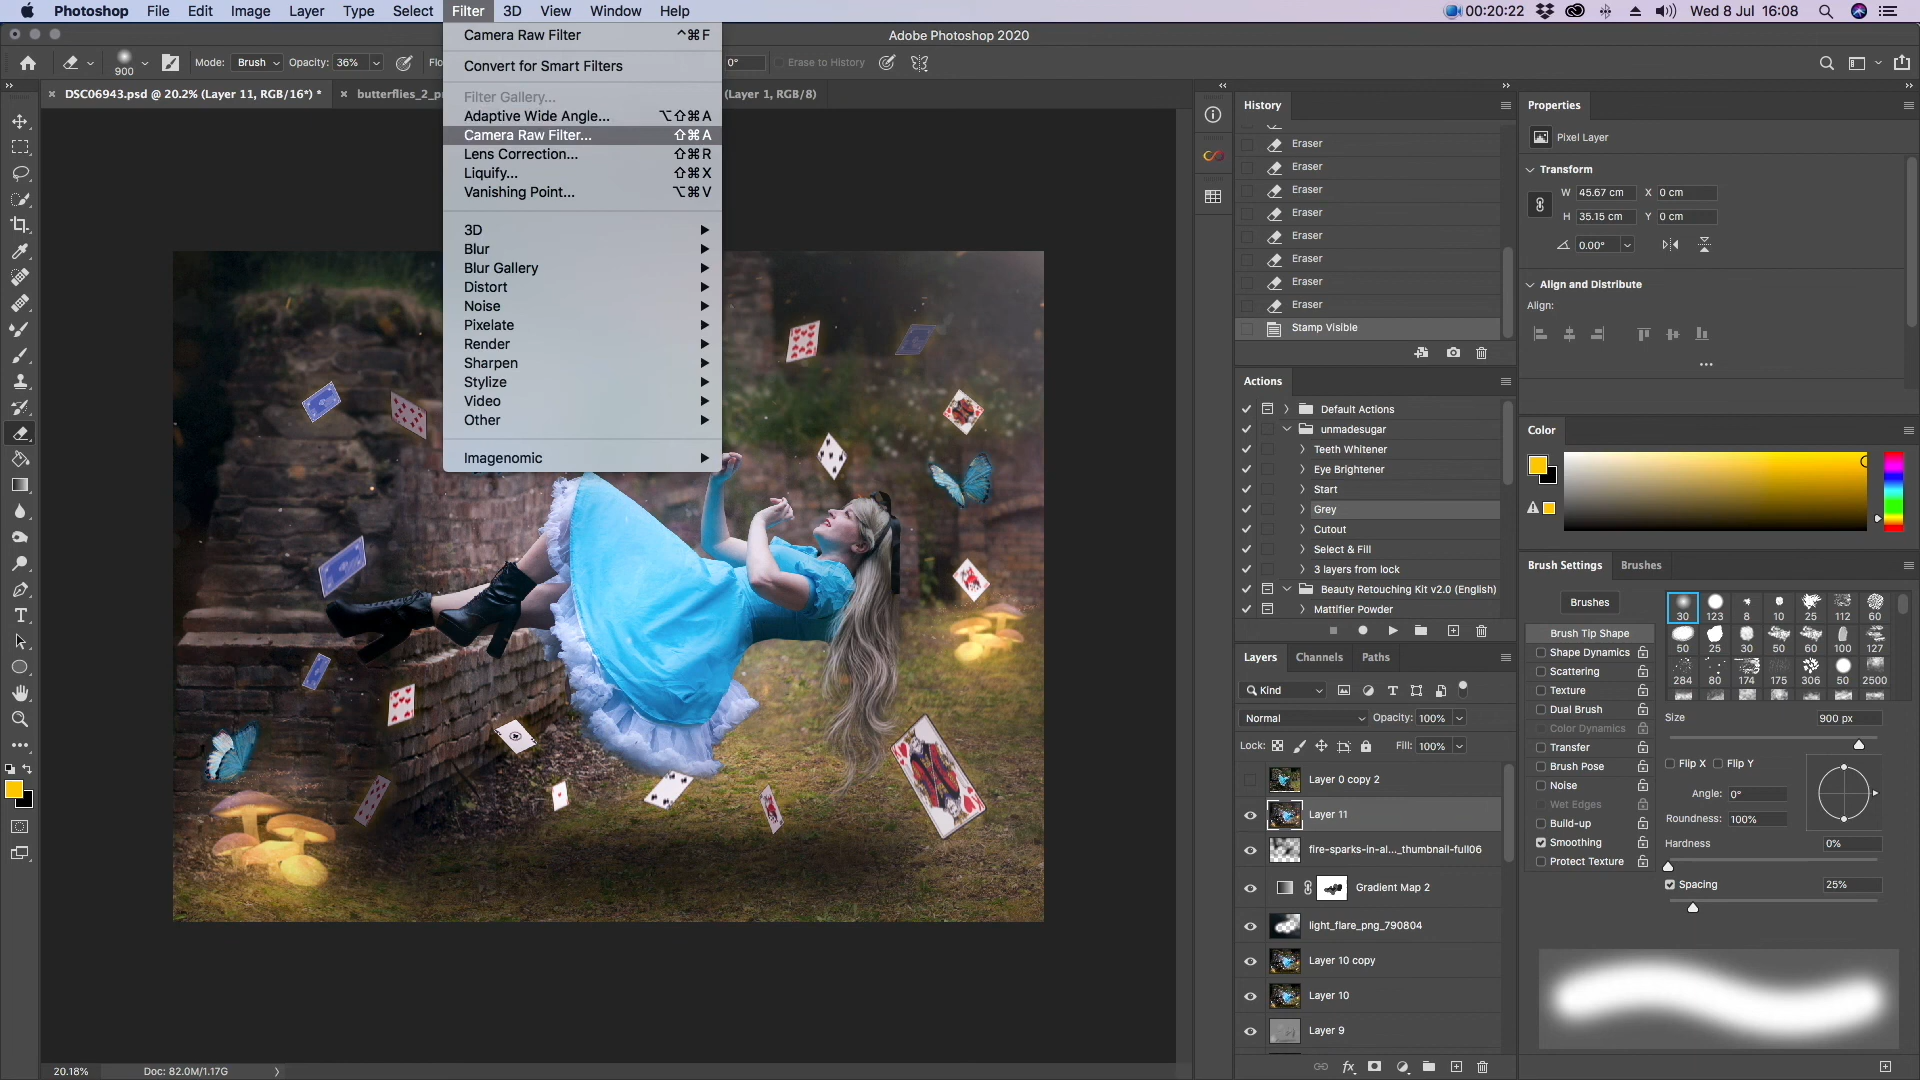 Photoshop File Edit Image Layer Type Select Filter 3D View Window Help 00:20:22 Wed 8 Jul 16:08
Adobe Photoshop 2020
900 Mode: Brush Opacity: 36% Flo 0° Erase to History
DSC06943.psd @ 20.2% (Layer 11, RGB/16*) * butterflies_2_pr (Layer 1, RGB/8)
Camera Raw Filter ^⌘F
Convert for Smart Filters
Filter Gallery...
Adaptive Wide Angle... ⌥⇧⌘A
Camera Raw Filter... ⇧⌘A
Lens Correction... ⇧⌘R
Liquify... ⇧⌘X
Vanishing Point... ⌥⌘V
3D
Blur
Blur Gallery
Distort
Noise
Pixelate
Render
Sharpen
Stylize
Video
Other
Imagenomic
20.18% Doc: 82.0M/1.17G
History
Eraser
Eraser
Eraser
Eraser
Eraser
Eraser
Eraser
Eraser
Stamp Visible
Actions
Default Actions
unmadesugar
Teeth Whitener
Eye Brightener
Start
Grey
Cutout
Select & Fill
3 layers from lock
Beauty Retouching Kit v2.0 (English)
Mattifier Powder
Layers Channels Paths
Kind
Normal Opacity: 100%
Lock: Fill: 100%
Layer 0 copy 2
Layer 11
fire-sparks-in-al..._thumbnail-full06
Gradient Map 2
light_flare_png_790804
Layer 10 copy
Layer 10
Layer 9
fx
Properties
Pixel Layer
Transform
W 45.67 cm X 0 cm
H 35.15 cm Y 0 cm
0.00°
Align and Distribute
Align:
Color
Brush Settings Brushes
Brushes
Brush Tip Shape
Shape Dynamics
Scattering
Texture
Dual Brush
Color Dynamics
Transfer
Brush Pose
Noise
Wet Edges
Build-up
Smoothing
Protect Texture
30 123 8 10 25 112 60
50 25 30 50 60 100 127
284 80 174 175 306 50 2500
Size 900 px
Flip X Flip Y
Angle: 0°
Roundness: 100%
Hardness 0%
Spacing 25%